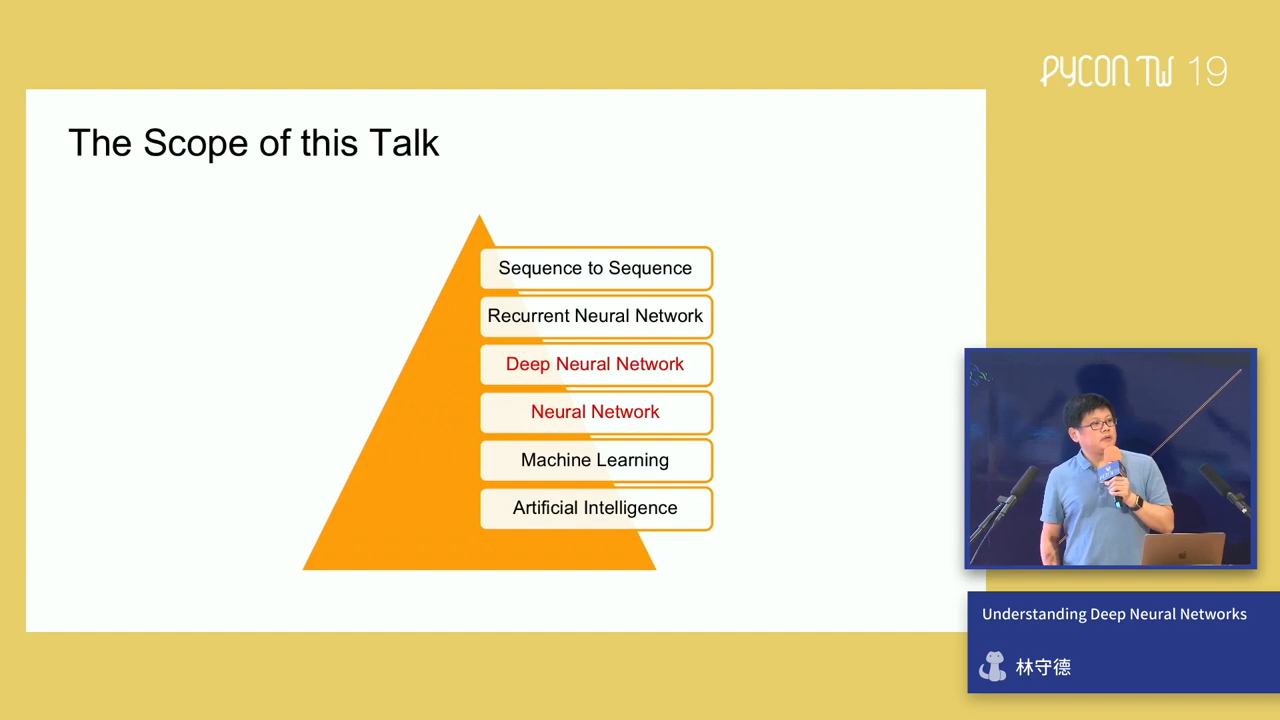 PYCON TW 19
The Scope of this Talk
Sequence to Sequence
Recurrent Neural Network
Deep Neural Network
Neural Network
Machine Learning
Artificial Intelligence
Understanding Deep Neural Networks
林守德